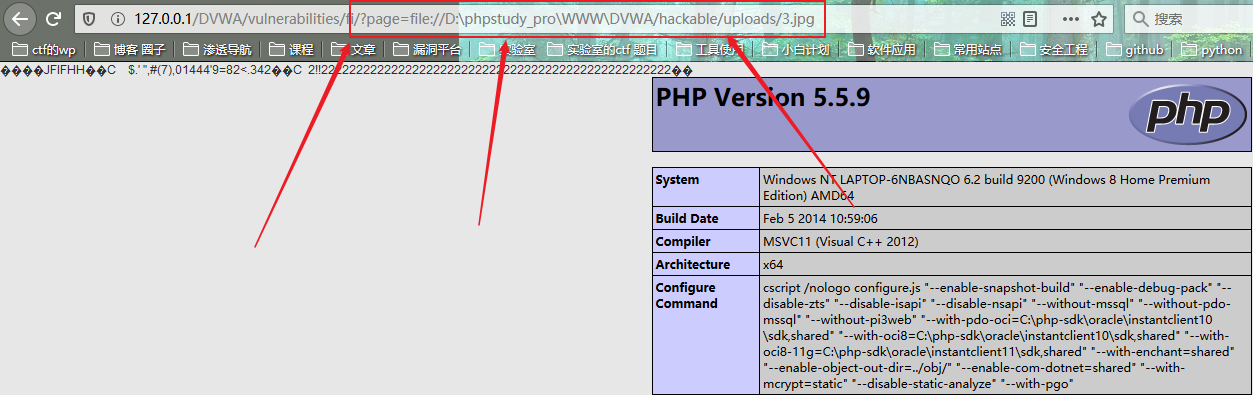 127.0.0.1/DVWA/vulnerabilities/fi/?page=file://D:\phpstudy_pro\WWW\DVWA/hackable/uploads/3.jpg
搜索
ctf的wp 博客 圈子 渗透导航 课程 文章 漏洞平台 实验室 实验室的ctf 题目 工具使用 小白计划 软件应用 常用站点 安全工程 github python
����JFIFHH��C
PHP Version 5.5.9
php
System Windows NT LAPTOP-6NBASNQO 6.2 build 9200 (Windows 8 Home Premium
Edition) AMD64
Build Date Feb 5 2014 10:59:06
Compiler MSVC11 (Visual C++ 2012)
Architecture x64
Configure cscript /nologo configure.js "--enable-snapshot-build" "--enable-debug-pack" "--
Command disable-zts" "--disable-isapi" "--disable-nsapi" "--without-mssql" "--without-pdo-
mssql" "--without-pi3web" "--with-pdo-oci=C:\php-sdk\oracle\instantclient10
\sdk,shared" "--with-oci8=C:\php-sdk\oracle\instantclient10\sdk,shared" "--with-
oci8-11g=C:\php-sdk\oracle\instantclient11\sdk,shared" "--with-enchant=shared"
"--enable-object-out-dir=../obj/" "--enable-com-dotnet=shared" "--with-
mcrypt=static" "--disable-static-analyze" "--with-pgo"